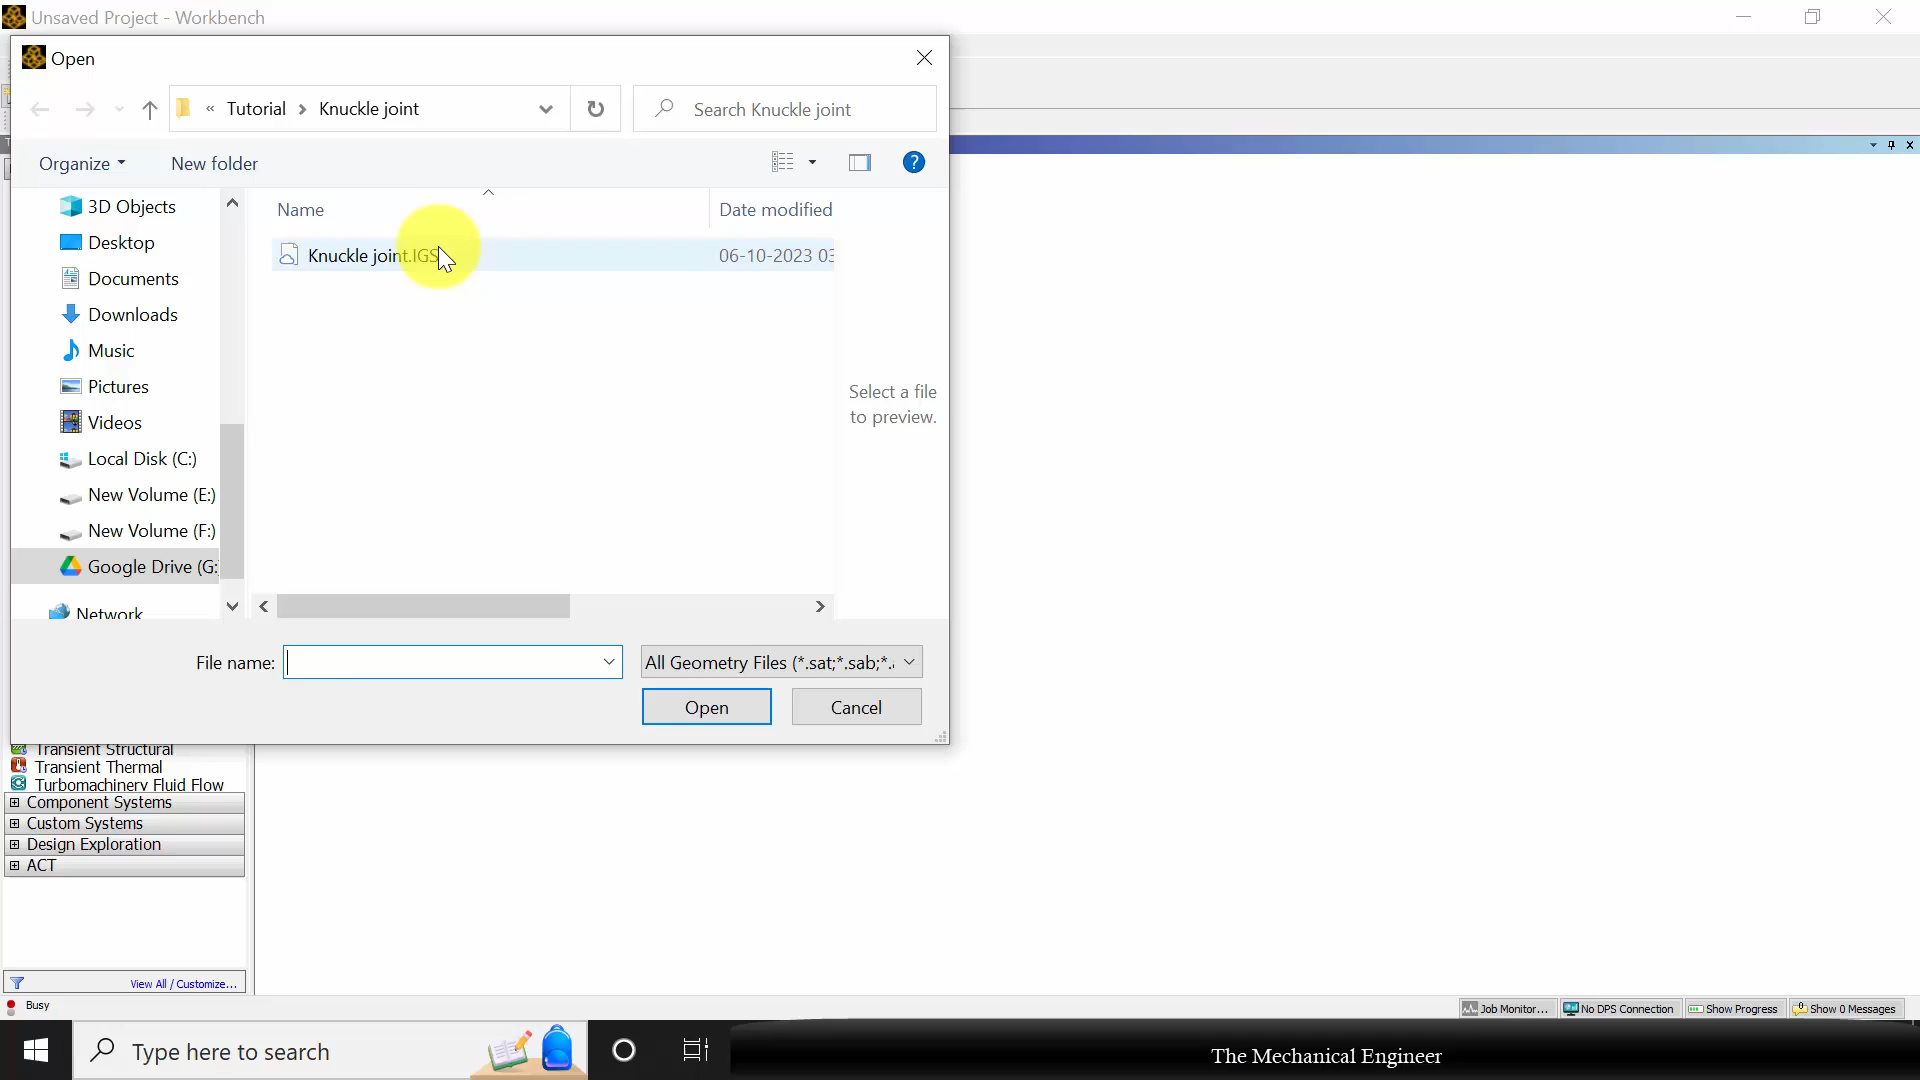 Unsaved Project - Workbench
Open
« Tutorial > Knuckle joint
Search Knuckle joint
Organize
New folder
Name
Date modified
3D Objects
Desktop
Documents
Downloads
Music
Pictures
Videos
Local Disk (C:)
New Volume (E:)
New Volume (F:)
Google Drive (G:
Network
Knuckle joint.IGS
06-10-2023 03
Select a file
to preview.
File name:
All Geometry Files (*.sat;*.sab;*.
Open
Cancel
Transient Structural
Transient Thermal
Turbomachinery Fluid Flow
Component Systems
Custom Systems
Design Exploration
ACT
View All / Customize...
Busy
Job Monitor...
No DPS Connection
Show Progress
Show 0 Messages
Type here to search
The Mechanical Engineer